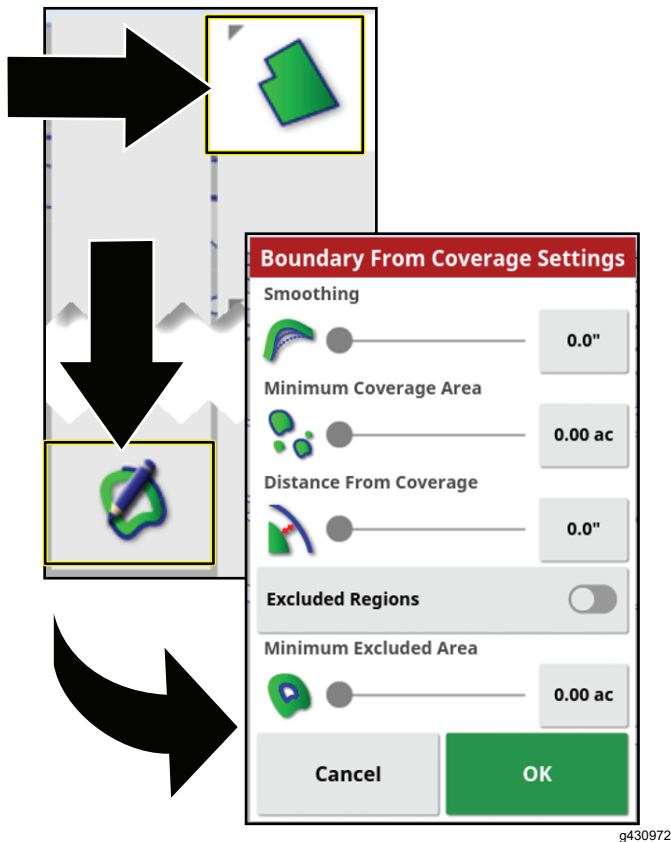 Boundary From Coverage Settings
Smoothing
0.0"
Minimum Coverage Area
0.00 ac
Distance From Coverage
0.0"
Excluded Regions
Minimum Excluded Area
0.00 ac
Cancel
OK
g430972